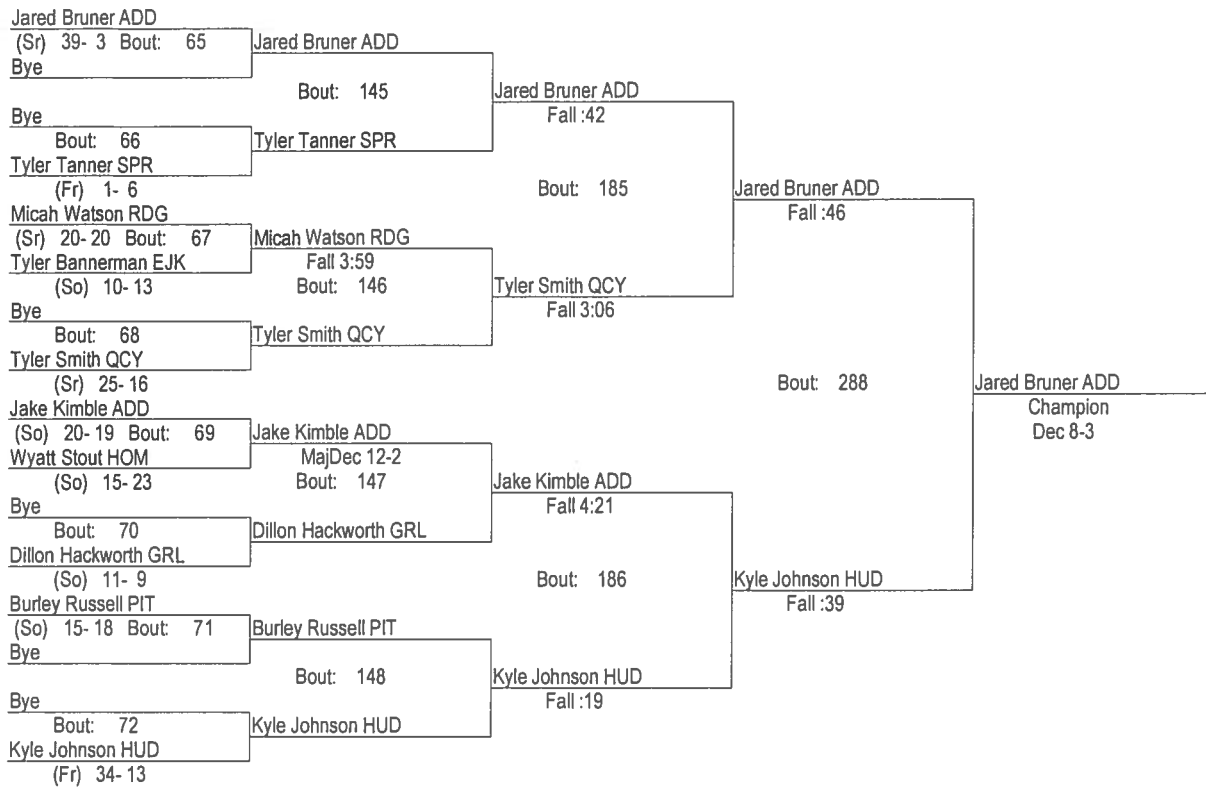 Jared Bruner ADD
(Sr) 39- 3 Bout: 65
Bye
Bye
Bout: 66
Tyler Tanner SPR
(Fr) 1- 6
Micah Watson RDG
(Sr) 20- 20 Bout: 67
Tyler Bannerman EJK
(So) 10- 13
Bye
Bout: 68
Tyler Smith QCY
(Sr) 25- 16
Jake Kimble ADD
(So) 20- 19 Bout: 69
Wyatt Stout HOM
(So) 15- 23
Bye
Bout: 70
Dillon Hackworth GRL
(So) 11- 9
Burley Russell PIT
(So) 15- 18 Bout: 71
Bye
Bye
Bout: 72
Kyle Johnson HUD
(Fr) 34- 13
Jared Bruner ADD
Bout: 145
Tyler Tanner SPR
Micah Watson RDG
Fall 3:59
Bout: 146
Tyler Smith QCY
Jake Kimble ADD
MajDec 12-2
Bout: 147
Dillon Hackworth GRL
Burley Russell PIT
Bout: 148
Kyle Johnson HUD
Jared Bruner ADD
Fall :42
Bout: 185
Tyler Smith QCY
Fall 3:06
Jake Kimble ADD
Fall 4:21
Bout: 186
Kyle Johnson HUD
Fall :19
Jared Bruner ADD
Fall :46
Bout: 288
Kyle Johnson HUD
Fall :39
Jared Bruner ADD
Champion
Dec 8-3